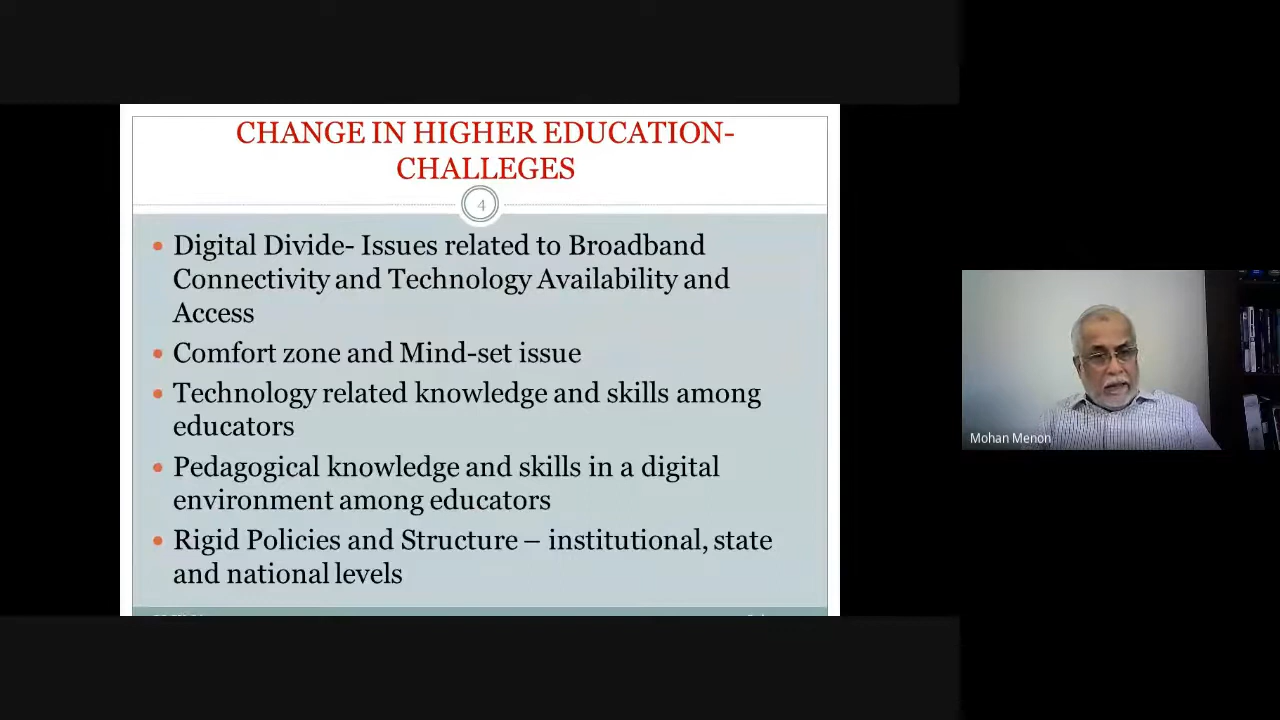 CHANGE IN HIGHER EDUCATION-
CHALLEGES
4
• Digital Divide- Issues related to Broadband
Connectivity and Technology Availability and
Access
• Comfort zone and Mind-set issue
• Technology related knowledge and skills among
educators
• Pedagogical knowledge and skills in a digital
environment among educators
• Rigid Policies and Structure – institutional, state
and national levels
Mohan Menon